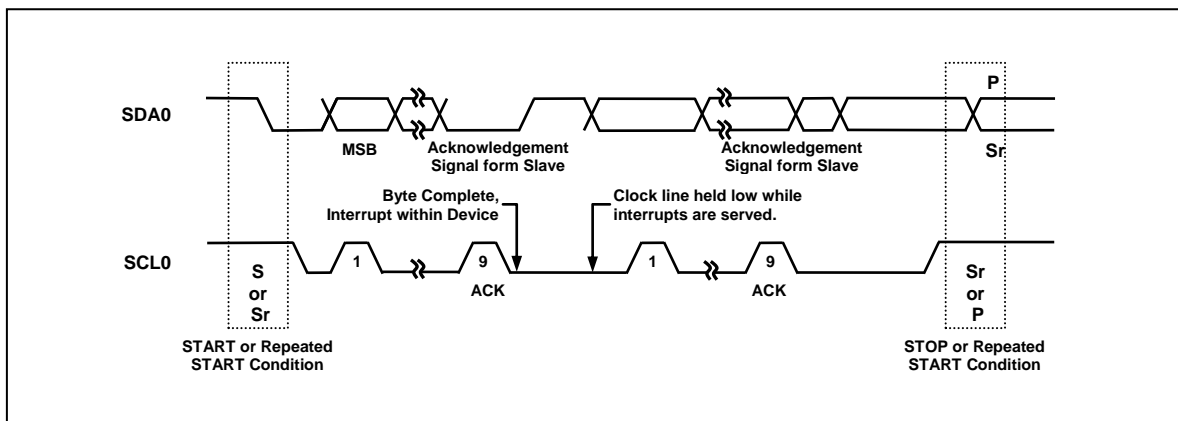 P
SDA0
MSB
Acknowledgement
Signal form Slave
Acknowledgement
Signal form Slave
Sr
Byte Complete,
Interrupt within Device
Clock line held low while
interrupts are served.
SCL0
1
9
1
9
ACK
ACK
S
or
Sr
Sr
or
P
START or Repeated
START Condition
STOP or Repeated
START Condition